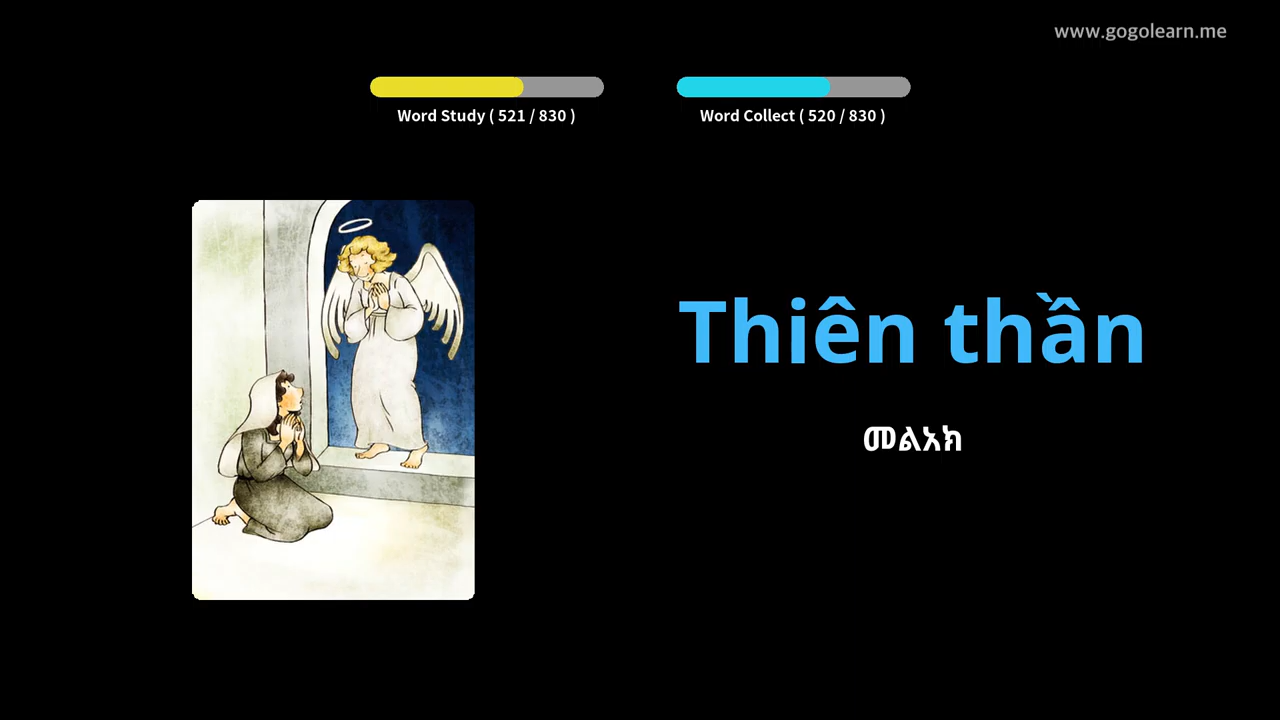 www.gogolearn.me
Word Study ( 521 / 830 )
Word Collect ( 520 / 830 )
Thiên thần
መልአክ